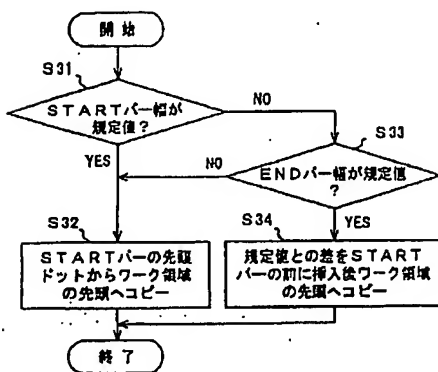 開始
S31
STARTバー幅が
規定値?
NO
S33
YES
NO
ENDバー幅が規定値
?
S32
S34
YES
STARTバーの先頭
ドットからワーク領域
の先頭へコピー
規定値との差をSTART
バーの前に挿入後ワーク領域
の先頭へコピー
終了